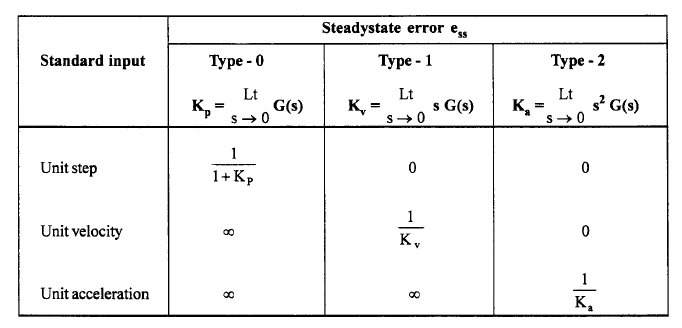 Steadystate error e_ss
Standard input Type - 0 Type - 1 Type - 2
K_p = Lt s → 0 G(s) K_v = Lt s → 0 s G(s) K_a = Lt s → 0 s² G(s)
Unit step 1/(1 + K_P) 0 0
Unit velocity ∞ 1/K_v 0
Unit acceleration ∞ ∞ 1/K_a